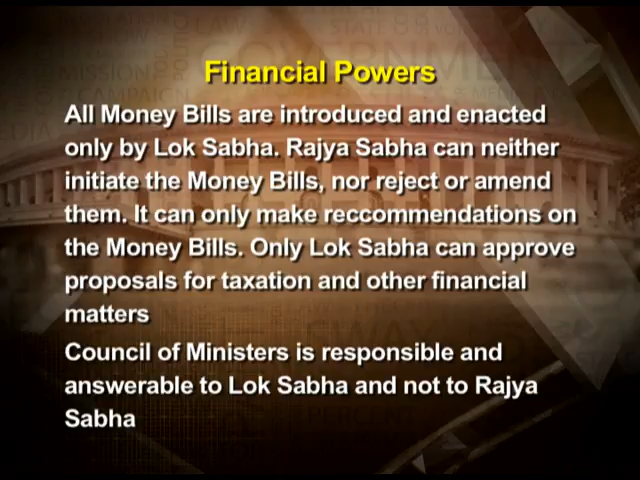 Financial Powers
All Money Bills are introduced and enacted
only by Lok Sabha. Rajya Sabha can neither
initiate the Money Bills, nor reject or amend
them. It can only make reccommendations on
the Money Bills. Only Lok Sabha can approve
proposals for taxation and other financial
matters
Council of Ministers is responsible and
answerable to Lok Sabha and not to Rajya
Sabha